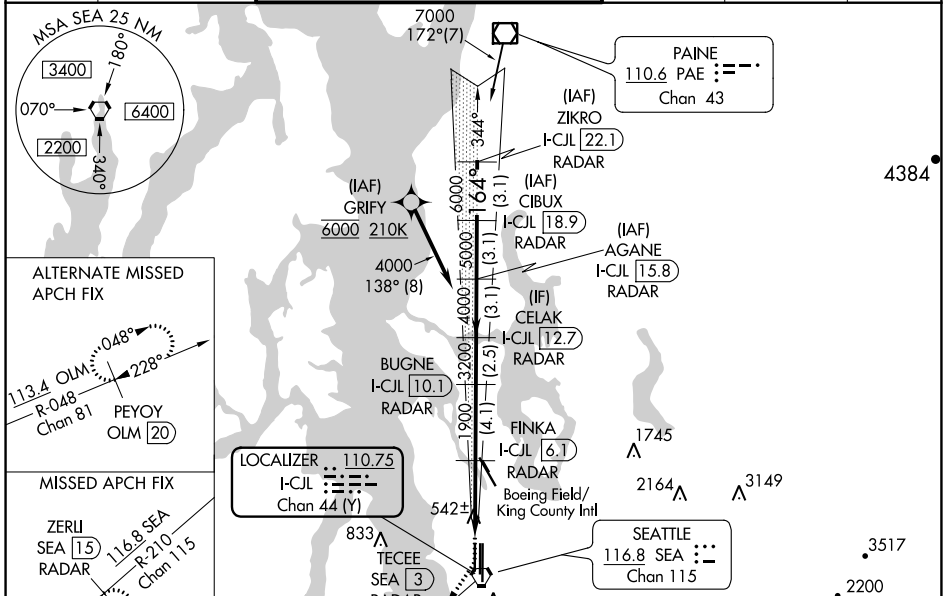 MSA SEA 25 NM
180°
3400
070°
6400
2200
340°
7000
172°(7)
PAINE
110.6 PAE
Chan 43
344°
(IAF)
ZIKRO
I-CJL 22.1
RADAR
4384
164°
6000
(3.1)
(IAF)
GRIFY
6000 210K
(IAF)
CIBUX
I-CJL 18.9
RADAR
5000
(3.1)
(IAF)
AGANE
I-CJL 15.8
RADAR
4000
138° (8)
4000
(3.1)
(IF)
CELAK
I-CJL 12.7
RADAR
3200
(2.5)
BUGNE
I-CJL 10.1
RADAR
1900
(4.1)
FINKA
I-CJL 6.1
RADAR
Boeing Field/
King County Intl
1745
2164
3149
ALTERNATE MISSED
APCH FIX
048°
228°
113.4 OLM
R-048
Chan 81
PEYOY
OLM 20
LOCALIZER 110.75
I-CJL
Chan 44 (Y)
542±
MISSED APCH FIX
ZERLI
SEA 15
RADAR
116.8 SEA
R-210
Chan 115
833
TECEE
SEA 3
RADAR
SEATTLE
116.8 SEA
Chan 115
3517
2200